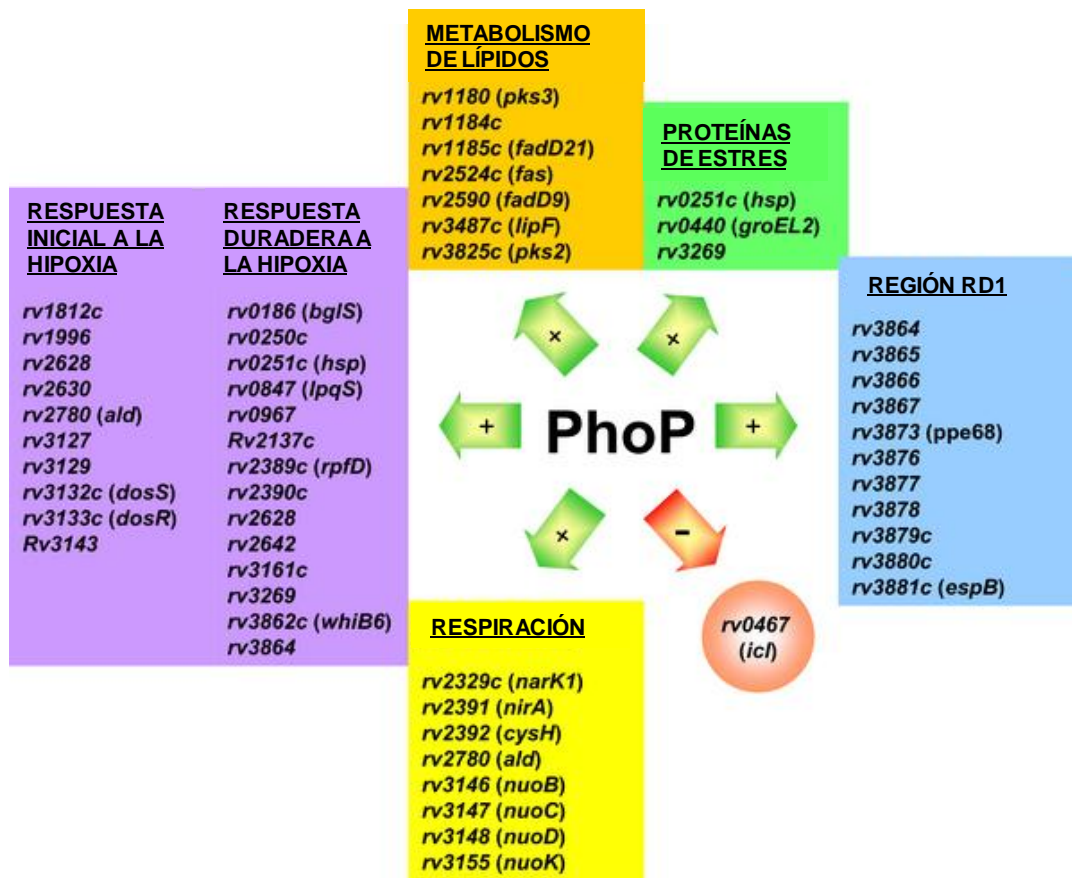 METABOLISMO
DE LÍPIDOS
rv1180 (pks3)
rv1184c
rv1185c (fadD21)
rv2524c (fas)
rv2590 (fadD9)
rv3487c (lipF)
rv3825c (pks2)
PROTEÍNAS
DE ESTRES
rv0251c (hsp)
rv0440 (groEL2)
rv3269
RESPUESTA
INICIAL A LA
HIPOXIA
rv1812c
rv1996
rv2628
rv2630
rv2780 (ald)
rv3127
rv3129
rv3132c (dosS)
rv3133c (dosR)
Rv3143
RESPUESTA
DURADERA A
LA HIPOXIA
rv0186 (bglS)
rv0250c
rv0251c (hsp)
rv0847 (lpqS)
rv0967
Rv2137c
rv2389c (rpfD)
rv2390c
rv2628
rv2642
rv3161c
rv3269
rv3862c (whiB6)
rv3864
+
+
+
PhoP
+
+
-
REGIÓN RD1
rv3864
rv3865
rv3866
rv3867
rv3873 (ppe68)
rv3876
rv3877
rv3878
rv3879c
rv3880c
rv3881c (espB)
rv0467
(icl)
RESPIRACIÓN
rv2329c (narK1)
rv2391 (nirA)
rv2392 (cysH)
rv2780 (ald)
rv3146 (nuoB)
rv3147 (nuoC)
rv3148 (nuoD)
rv3155 (nuoK)